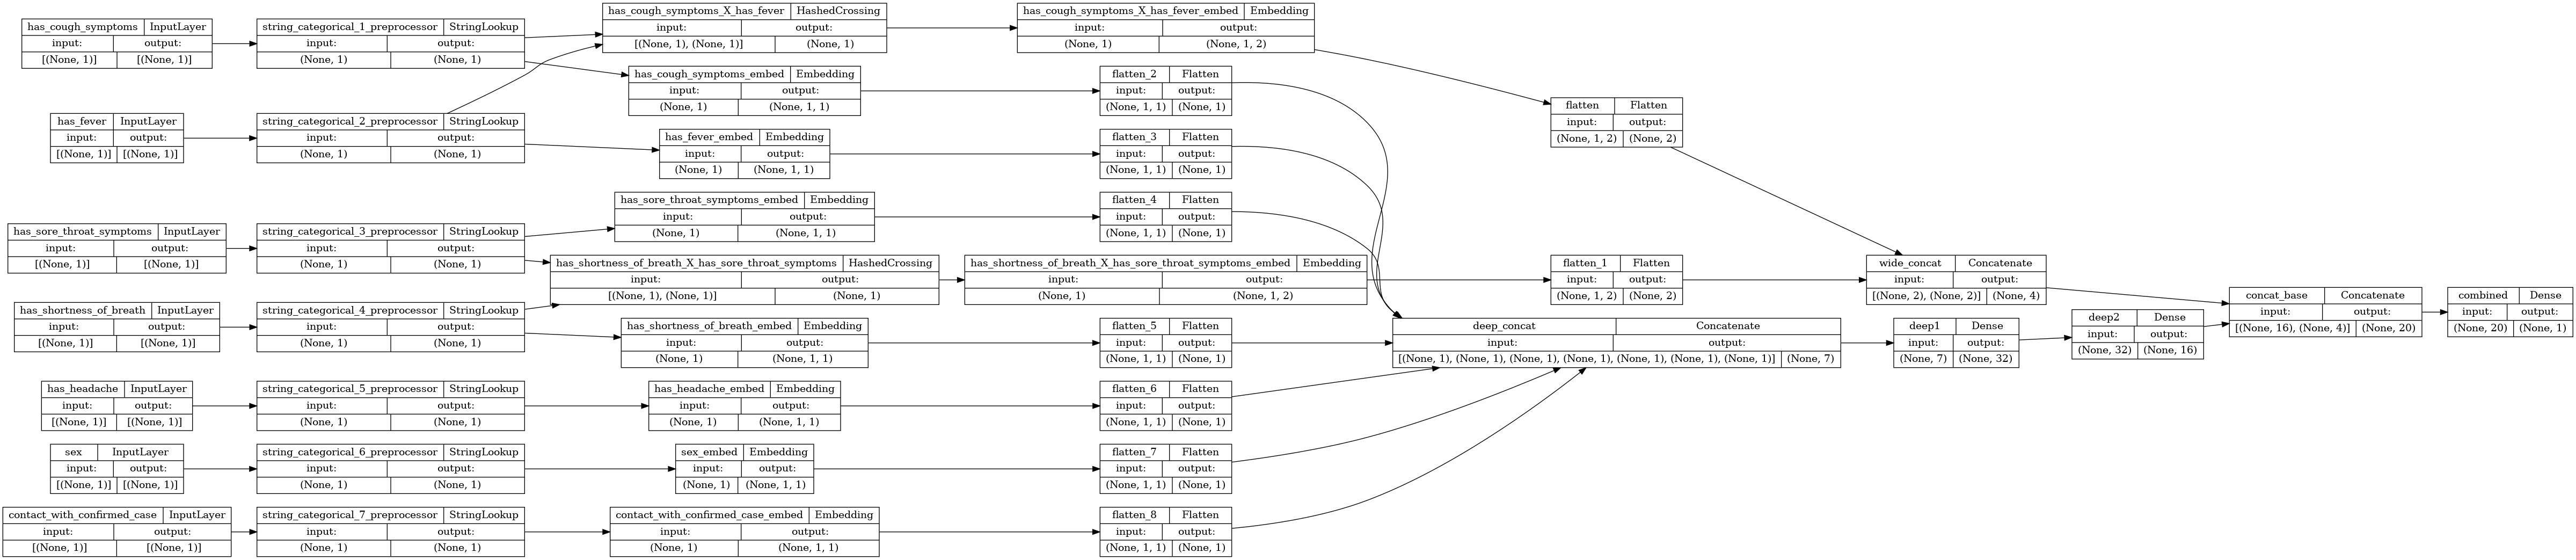 has_cough_symptoms InputLayer
input: output:
[(None, 1)] [(None, 1)]
string_categorical_1_preprocessor StringLookup
input: output:
(None, 1) (None, 1)
has_cough_symptoms_X_has_fever HashedCrossing
input: output:
[(None, 1), (None, 1)] (None, 1)
has_cough_symptoms_X_has_fever_embed Embedding
input: output:
(None, 1) (None, 1, 2)
has_cough_symptoms_embed Embedding
input: output:
(None, 1) (None, 1, 1)
flatten_2 Flatten
input: output:
(None, 1, 1) (None, 1)
flatten Flatten
input: output:
(None, 1, 2) (None, 2)
has_fever InputLayer
input: output:
[(None, 1)] [(None, 1)]
string_categorical_2_preprocessor StringLookup
input: output:
(None, 1) (None, 1)
has_fever_embed Embedding
input: output:
(None, 1) (None, 1, 1)
flatten_3 Flatten
input: output:
(None, 1, 1) (None, 1)
has_sore_throat_symptoms_embed Embedding
input: output:
(None, 1) (None, 1, 1)
flatten_4 Flatten
input: output:
(None, 1, 1) (None, 1)
has_sore_throat_symptoms InputLayer
input: output:
[(None, 1)] [(None, 1)]
string_categorical_3_preprocessor StringLookup
input: output:
(None, 1) (None, 1)
has_shortness_of_breath_X_has_sore_throat_symptoms HashedCrossing
input: output:
[(None, 1), (None, 1)] (None, 1)
has_shortness_of_breath_X_has_sore_throat_symptoms_embed Embedding
input: output:
(None, 1) (None, 1, 2)
flatten_1 Flatten
input: output:
(None, 1, 2) (None, 2)
wide_concat Concatenate
input: output:
[(None, 2), (None, 2)] (None, 4)
concat_base Concatenate
input: output:
[(None, 16), (None, 4)] (None, 20)
combined Dense
input: output:
(None, 20) (None, 1)
has_shortness_of_breath InputLayer
input: output:
[(None, 1)] [(None, 1)]
string_categorical_4_preprocessor StringLookup
input: output:
(None, 1) (None, 1)
has_shortness_of_breath_embed Embedding
input: output:
(None, 1) (None, 1, 1)
flatten_5 Flatten
input: output:
(None, 1, 1) (None, 1)
deep_concat Concatenate
input: output:
[(None, 1), (None, 1), (None, 1), (None, 1), (None, 1), (None, 1), (None, 1)] (None, 7)
deep1 Dense
input: output:
(None, 7) (None, 32)
deep2 Dense
input: output:
(None, 32) (None, 16)
has_headache InputLayer
input: output:
[(None, 1)] [(None, 1)]
string_categorical_5_preprocessor StringLookup
input: output:
(None, 1) (None, 1)
has_headache_embed Embedding
input: output:
(None, 1) (None, 1, 1)
flatten_6 Flatten
input: output:
(None, 1, 1) (None, 1)
sex InputLayer
input: output:
[(None, 1)] [(None, 1)]
string_categorical_6_preprocessor StringLookup
input: output:
(None, 1) (None, 1)
sex_embed Embedding
input: output:
(None, 1) (None, 1, 1)
flatten_7 Flatten
input: output:
(None, 1, 1) (None, 1)
contact_with_confirmed_case InputLayer
input: output:
[(None, 1)] [(None, 1)]
string_categorical_7_preprocessor StringLookup
input: output:
(None, 1) (None, 1)
contact_with_confirmed_case_embed Embedding
input: output:
(None, 1) (None, 1, 1)
flatten_8 Flatten
input: output:
(None, 1, 1) (None, 1)